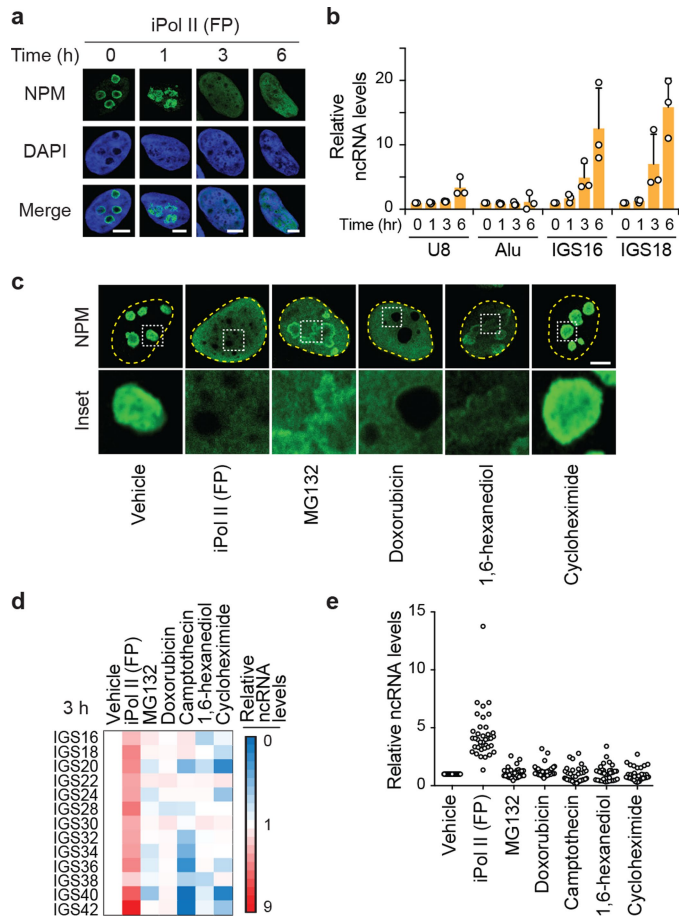 a
iPol II (FP)
Time (h) 0 1 3 6
NPM
DAPI
Merge
b
Relative
ncRNA levels
20
10
1
0
Time (hr) 0 1 3 6 0 1 3 6 0 1 3 6 0 1 3 6
U8 Alu IGS16 IGS18
c
NPM
Inset
Vehicle
iPol II (FP)
MG132
Doxorubicin
1,6-hexanediol
Cycloheximide
d
3 h
Vehicle
iPol II (FP)
MG132
Doxorubicin
Camptothecin
1,6-hexanediol
Cycloheximide
Relative
ncRNA
levels
IGS16
IGS18
IGS20
IGS22
IGS24
IGS28
IGS30
IGS32
IGS34
IGS36
IGS38
IGS40
IGS42
0
1
9
e
Relative ncRNA levels
15
10
5
1
0
Vehicle
iPol II (FP)
MG132
Doxorubicin
Camptothecin
1,6-hexanediol
Cycloheximide